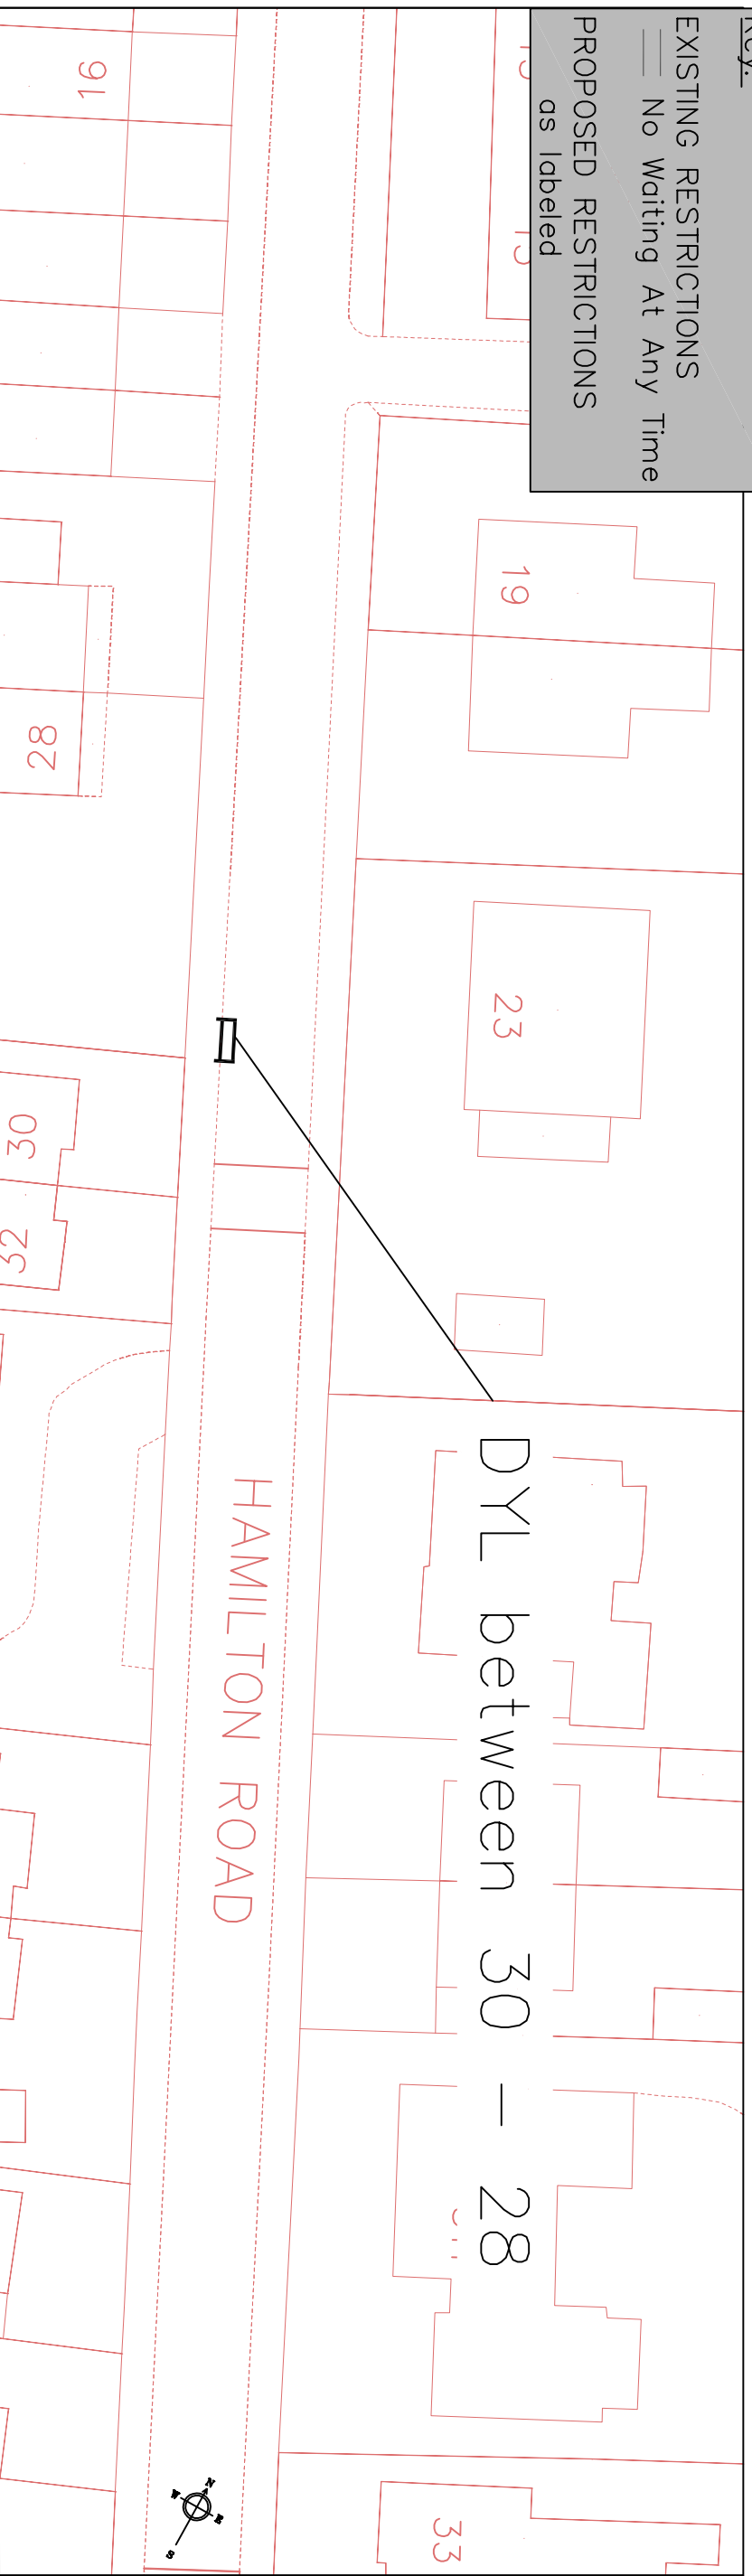 Key:
EXISTING RESTRICTIONS
No Waiting At Any Time
PROPOSED RESTRICTIONS
as labeled
16
19
28
23
30
32
DYL between 30 - 28
HAMILTON ROAD
33
N
E
W
S